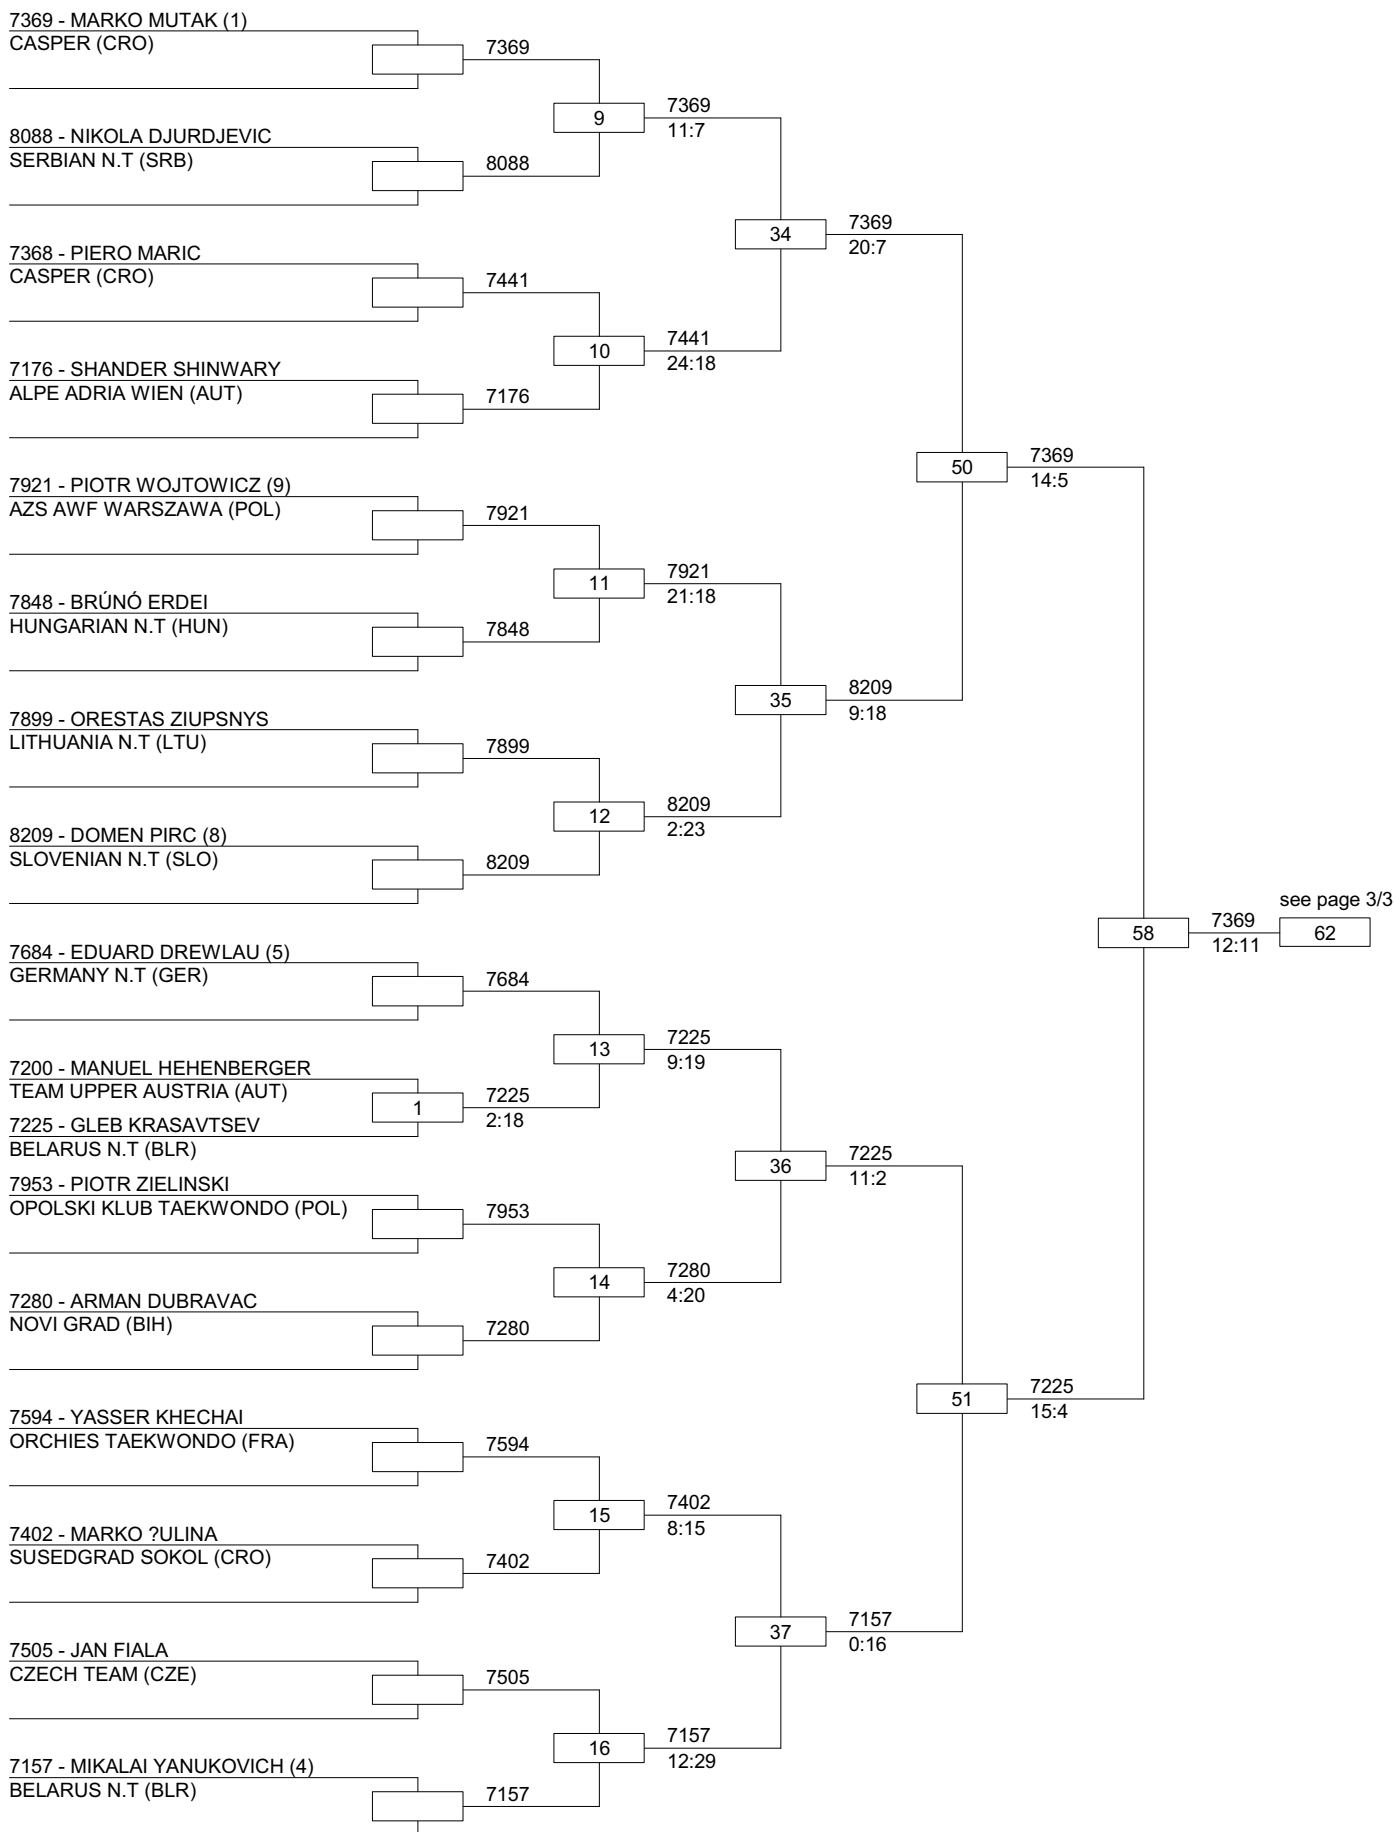 7369 - MARKO MUTAK (1)
CASPER (CRO)
7369
7369
9
11:7
8088 - NIKOLA DJURDJEVIC
SERBIAN N.T (SRB)
8088
7369
34
20:7
7368 - PIERO MARIC
CASPER (CRO)
7441
7441
10
24:18
7176 - SHANDER SHINWARY
ALPE ADRIA WIEN (AUT)
7176
7369
50
14:5
7921 - PIOTR WOJTOWICZ (9)
AZS AWF WARSZAWA (POL)
7921
7921
11
21:18
7848 - BRÚNÓ ERDEI
HUNGARIAN N.T (HUN)
7848
8209
35
9:18
7899 - ORESTAS ZIUPSNYS
LITHUANIA N.T (LTU)
7899
8209
12
2:23
8209 - DOMEN PIRC (8)
SLOVENIAN N.T (SLO)
8209
see page 3/3
7369
58
62
12:11
7684 - EDUARD DREWLAU (5)
GERMANY N.T (GER)
7684
7225
13
9:19
7200 - MANUEL HEHENBERGER
TEAM UPPER AUSTRIA (AUT)
7225
1
2:18
7225 - GLEB KRASAVTSEV
BELARUS N.T (BLR)
7225
36
11:2
7953 - PIOTR ZIELINSKI
OPOLSKI KLUB TAEKWONDO (POL)
7953
7280
14
4:20
7280 - ARMAN DUBRAVAC
NOVI GRAD (BIH)
7280
7225
51
15:4
7594 - YASSER KHECHAI
ORCHIES TAEKWONDO (FRA)
7594
7402
15
8:15
7402 - MARKO ?ULINA
SUSEDGRAD SOKOL (CRO)
7402
7157
37
0:16
7505 - JAN FIALA
CZECH TEAM (CZE)
7505
7157
16
12:29
7157 - MIKALAI YANUKOVICH (4)
BELARUS N.T (BLR)
7157